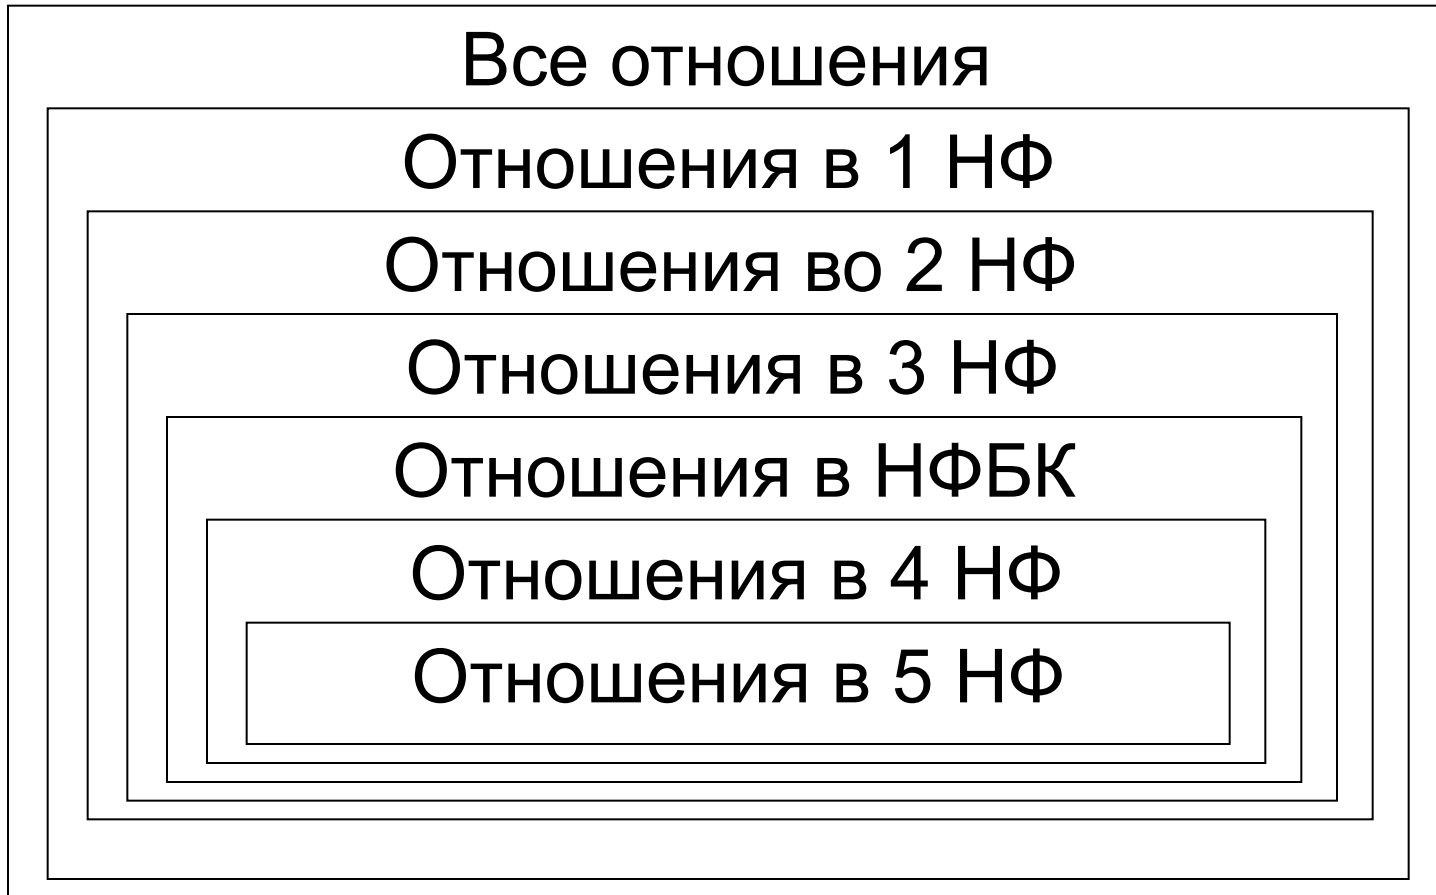 Все отношения
Отношения в 1 НФ
Отношения во 2 НФ
Отношения в 3 НФ
Отношения в НФБК
Отношения в 4 НФ
Отношения в 5 НФ